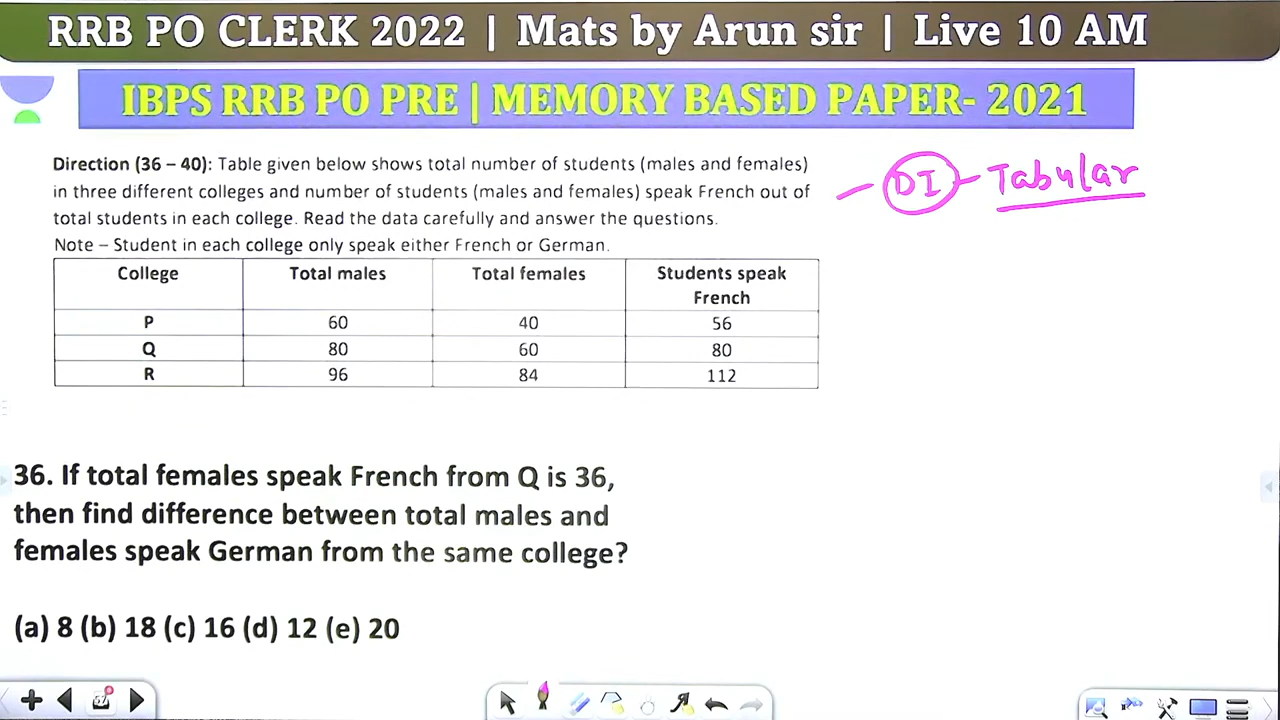 RRB PO CLERK 2022 | Mats by Arun sir | Live 10 AM
IBPS RRB PO PRE | MEMORY BASED PAPER- 2021
Direction (36 – 40): Table given below shows total number of students (males and females)
in three different colleges and number of students (males and females) speak French out of
total students in each college. Read the data carefully and answer the questions.
Note – Student in each college only speak either French or German.
DI – Tabular
College Total males Total females Students speak French
P 60 40 56
Q 80 60 80
R 96 84 112
36. If total females speak French from Q is 36,
then find difference between total males and
females speak German from the same college?
(a) 8 (b) 18 (c) 16 (d) 12 (e) 20